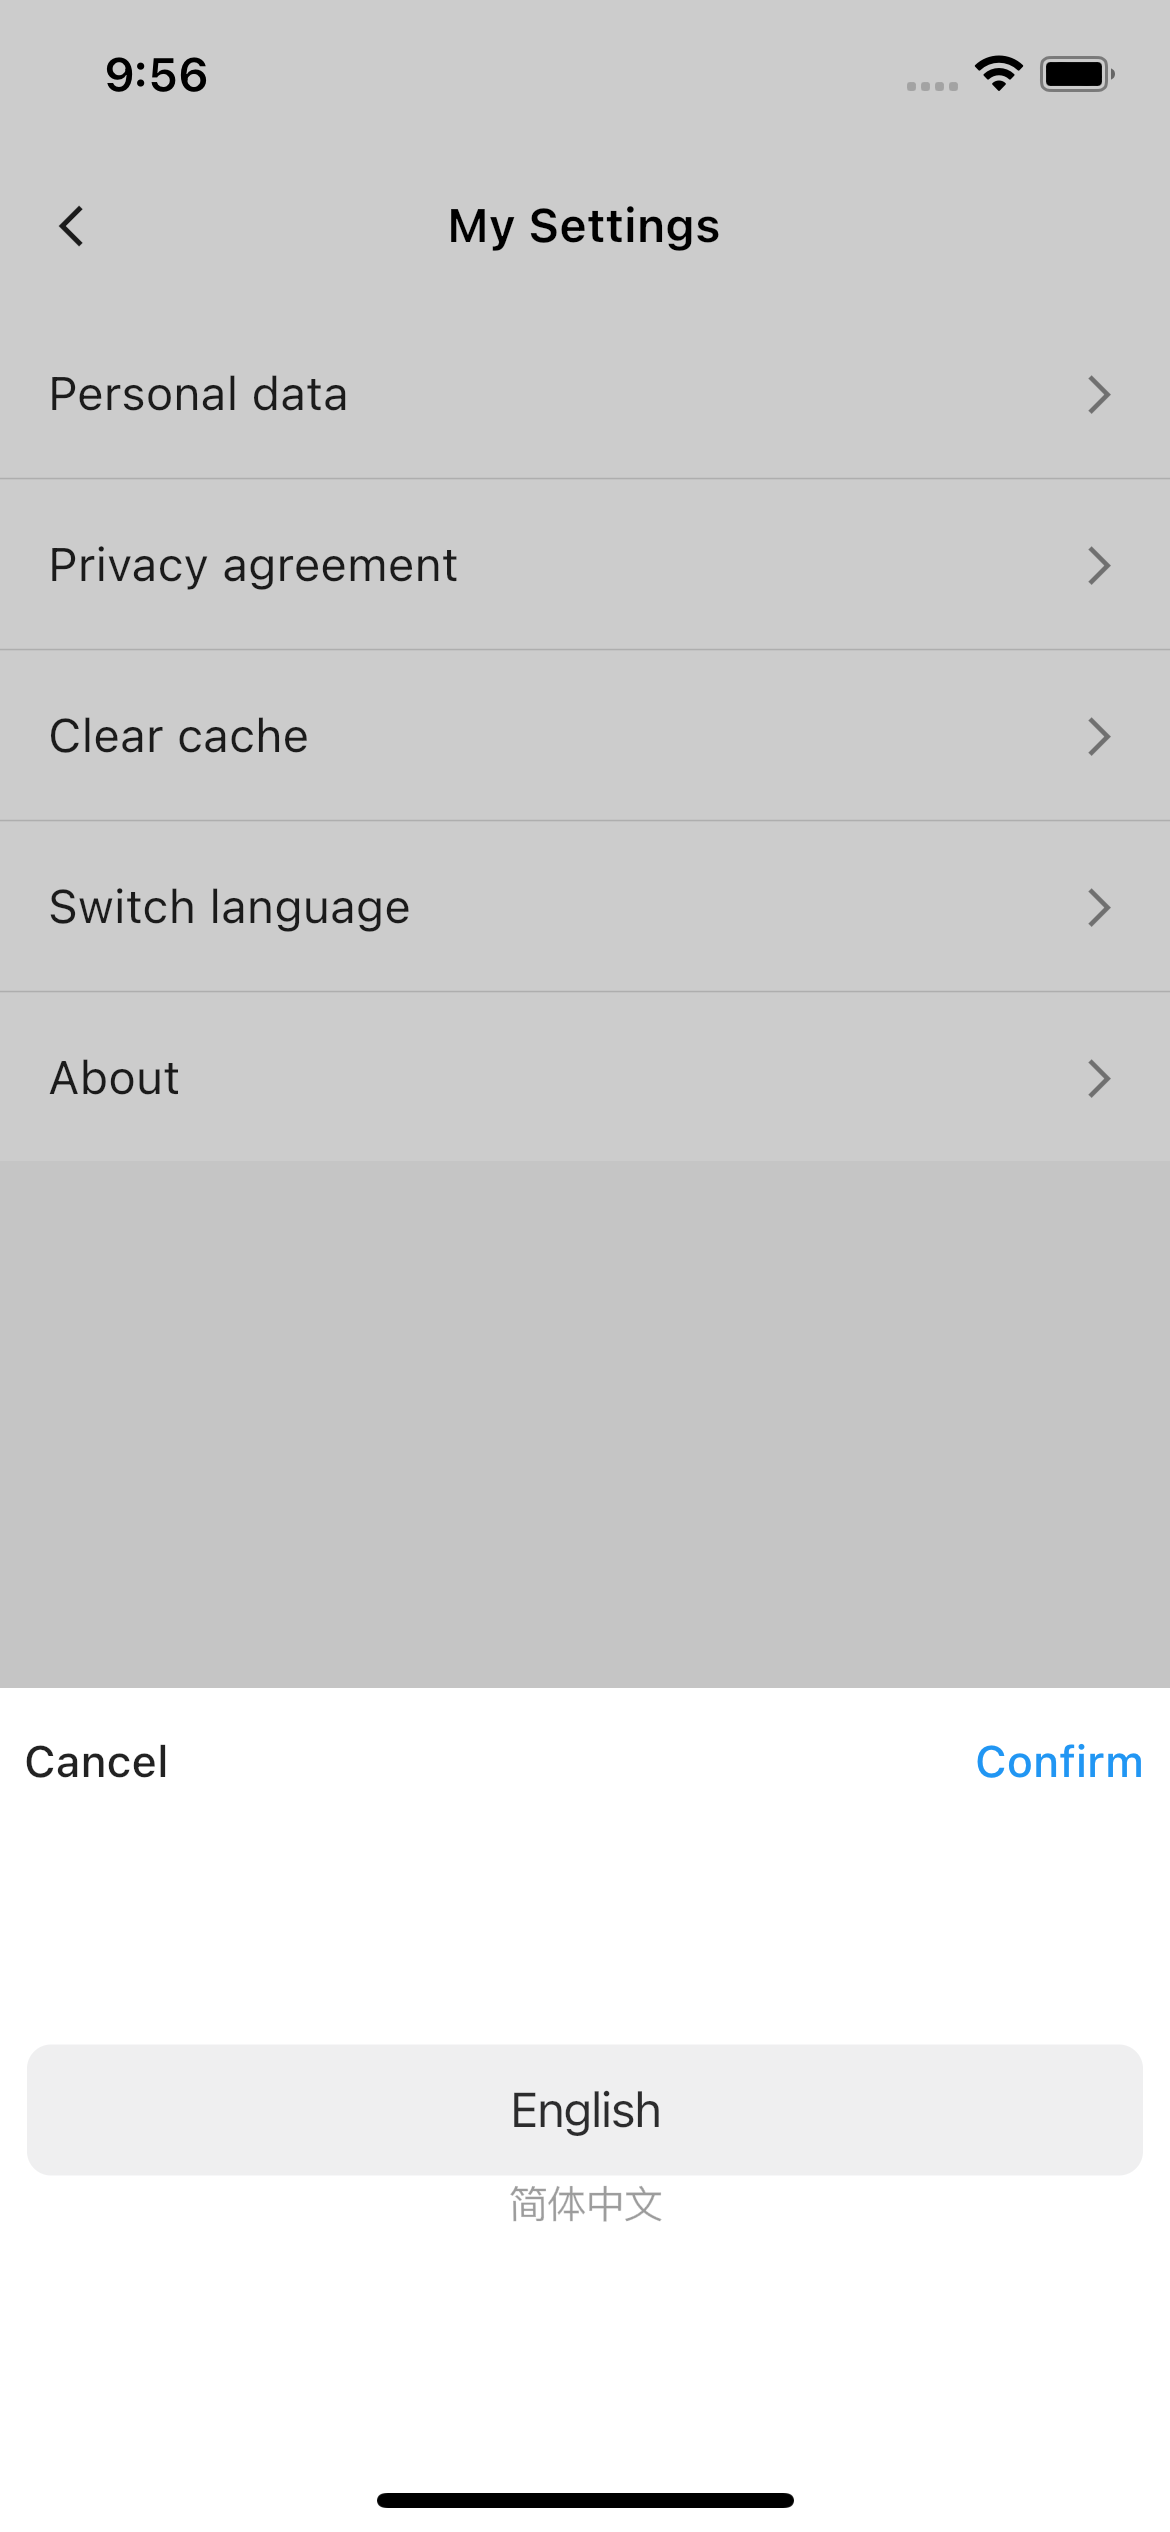 9:56
My Settings
Personal data
Privacy agreement
Clear cache
Switch language
About
Cancel
Confirm
English
简体中文